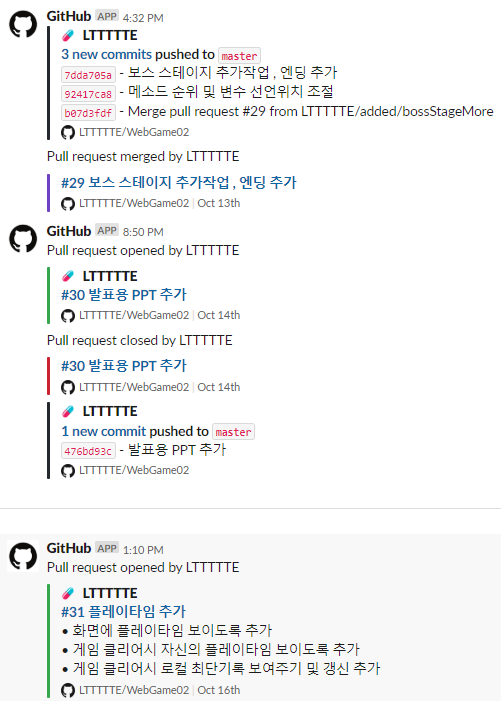 GitHub APP 4:32 PM
LTTTTTE
3 new commits pushed to master
7dda705a - 보스 스테이지 추가작업 , 엔딩 추가
92417ca8 - 메소드 순위 및 변수 선언위치 조절
b07d3fdf - Merge pull request #29 from LTTTTTE/added/bossStageMore
LTTTTTE/WebGame02
Pull request merged by LTTTTTE
#29 보스 스테이지 추가작업 , 엔딩 추가
LTTTTTE/WebGame02 | Oct 13th
GitHub APP 8:50 PM
Pull request opened by LTTTTTE
LTTTTTE
#30 발표용 PPT 추가
LTTTTTE/WebGame02 | Oct 14th
Pull request closed by LTTTTTE
#30 발표용 PPT 추가
LTTTTTE/WebGame02 | Oct 14th
LTTTTTE
1 new commit pushed to master
476bd93c - 발표용 PPT 추가
LTTTTTE/WebGame02
GitHub APP 1:10 PM
Pull request opened by LTTTTTE
LTTTTTE
#31 플레이타임 추가
• 화면에 플레이타임 보이도록 추가
• 게임 클리어시 자신의 플레이타임 보이도록 추가
• 게임 클리어시 로컬 최단기록 보여주기 및 갱신 추가
LTTTTTE/WebGame02 | Oct 16th